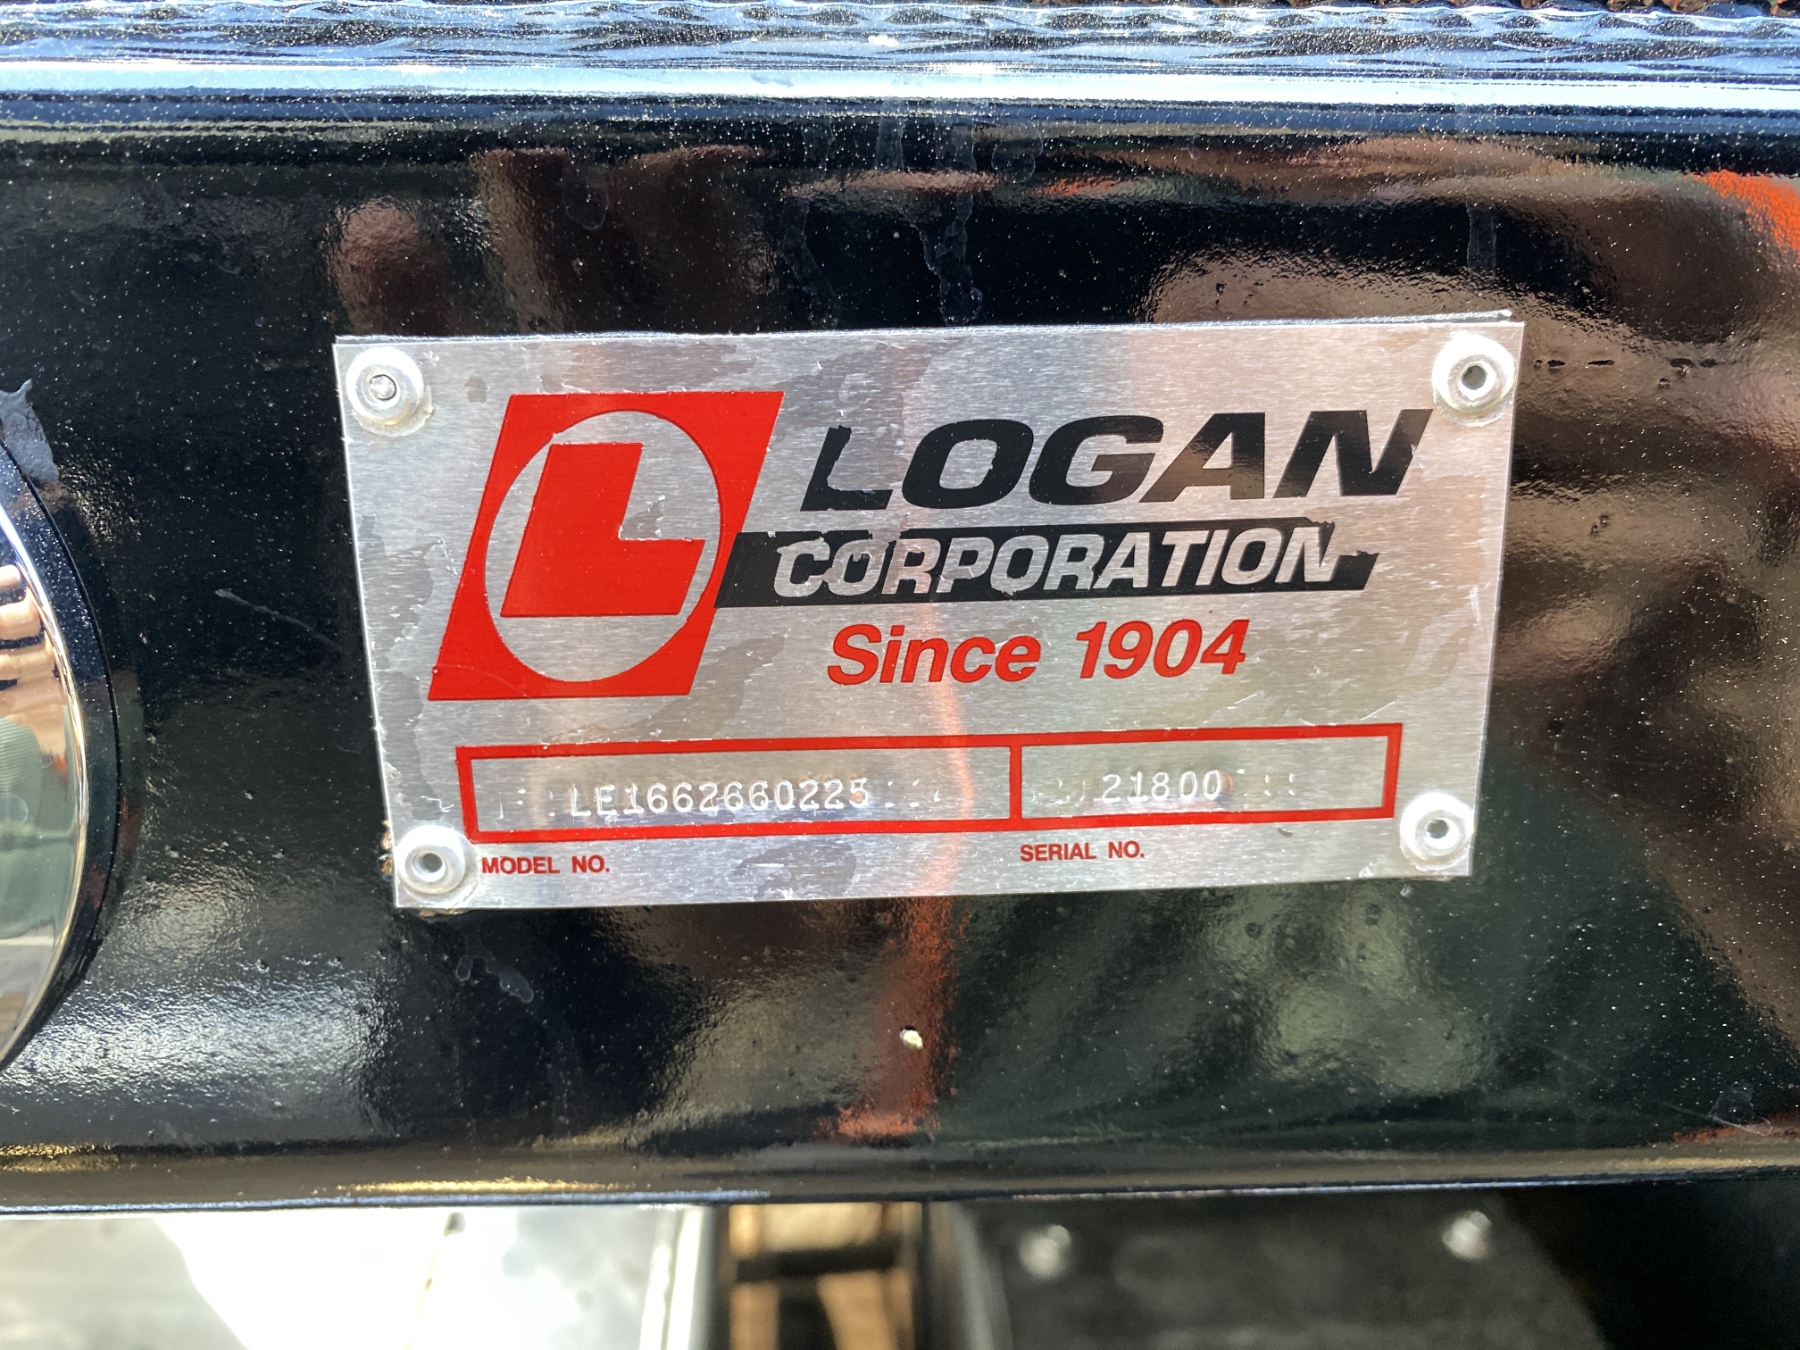 L
LOGAN
CORPORATION
Since 1904
LE1662660225 21800
MODEL NO. SERIAL NO.